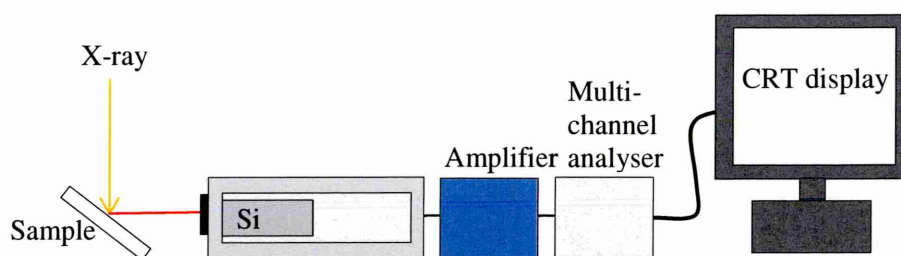 X-ray
Sample
Si
Amplifier
Multi-
channel
analyser
CRT display